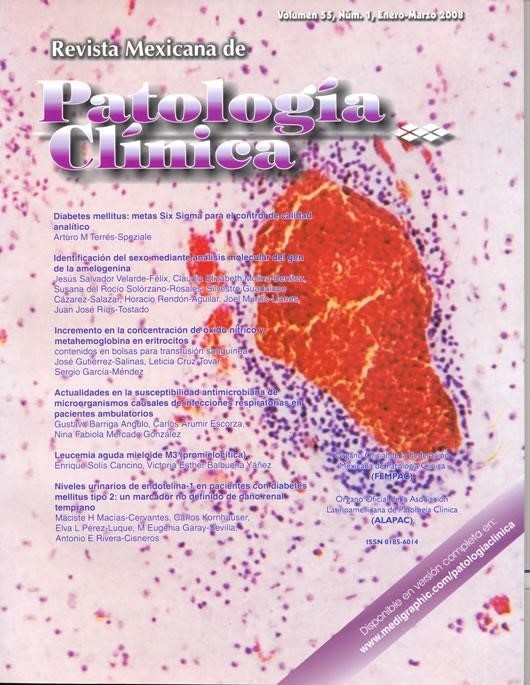 Volumen 55, Núm. 1, Enero-Marzo 2008
Revista Mexicana de
Patología
Clínica
Diabetes mellitus: metas Six Sigma para el control de calidad
analítico
Arturo M Terrés-Speziale
Identificación del sexo mediante análisis molecular del gen
de la amelogenina
Jesús Salvador Velarde-Félix, Claudia Elizabeth Molina-Benítez,
Susana del Rocío Solórzano-Rosales, Silvestre Guadalupe
Cázarez-Salazar, Horacio Rendón-Aguilar, Joel Murillo-Llanes,
Juan José Ríos-Tostado
Incremento en la concentración de óxido nítrico y
metahemoglobina en eritrocitos
contenidos en bolsas para transfusión sanguínea
José Gutiérrez-Salinas, Leticia Cruz Tovar,
Sergio García-Méndez
Actualidades en la susceptibilidad antimicrobiana de
microorganismos causales de infecciones respiratorias en
pacientes ambulatorios
Gustavo Barriga Angulo, Carlos Arumir Escorza,
Nina Fabiola Mercado González
Leucemia aguda mieloide M3 (promielocítica)
Enrique Solís Cancino, Victoria Esther Balbuena Yáñez
Niveles urinarios de endotelina-1 en pacientes con diabetes
mellitus tipo 2: un marcador no definido de daño renal
temprano
Maciste H Macías-Cervantes, Carlos Kornhauser,
Elva L Pérez-Luque, M Eugenia Garay-Sevilla,
Antonio E Rivera-Cisneros
Órgano Oficial de la Federación
Mexicana de Patología Clínica
(FEMPAC)
Órgano Oficial de la Asociación
Latinoamericana de Patología Clínica
(ALAPAC)
ISSN 0185-6014
Disponible en versión completa en:
www.medigraphic.com/patologiaclinica